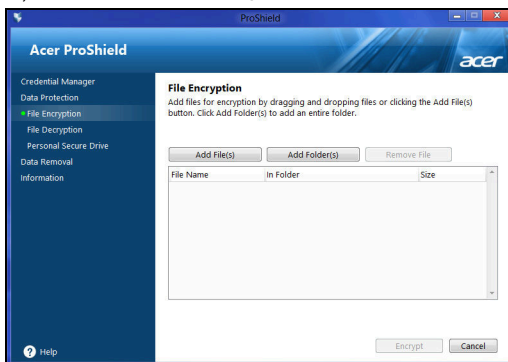 ProShield
Acer ProShield
acer
Credential Manager
Data Protection
File Encryption
File Decryption
Personal Secure Drive
Data Removal
Information
File Encryption
Add files for encryption by dragging and dropping files or clicking the Add File(s)
button. Click Add Folder(s) to add an entire folder.
Add File(s) Add Folder(s) Remove File
File Name In Folder Size
Encrypt Cancel
? Help